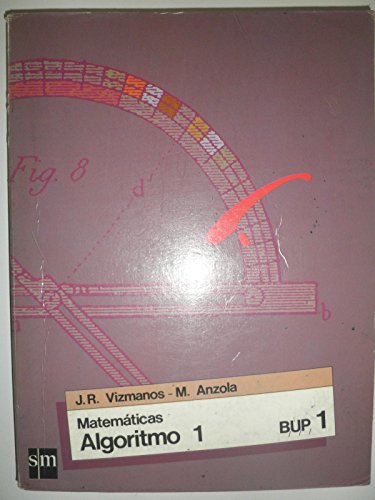 Fig. 8
d
b
J.R. Vizmanos - M. Anzola
Matemáticas
Algoritmo 1
BUP 1
sm